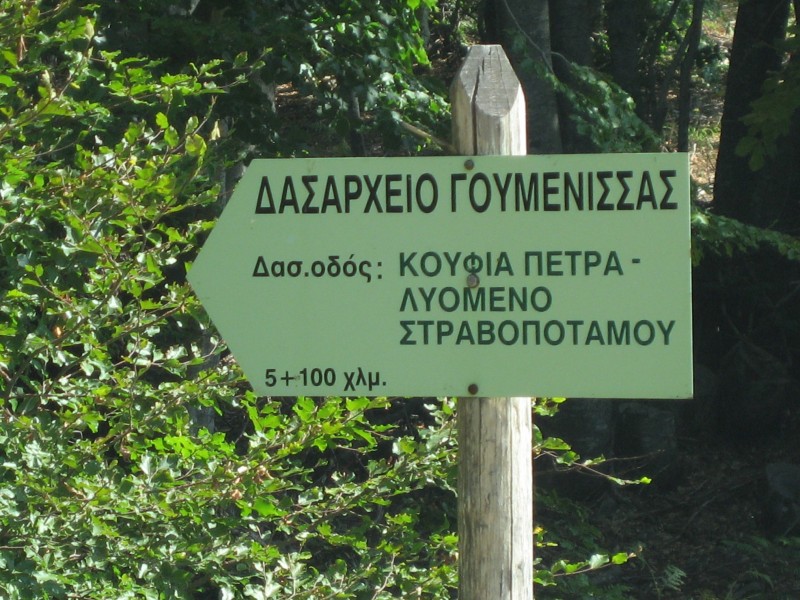 ΔΑΣΑΡΧΕΙΟ ΓΟΥΜΕΝΙΣΣΑΣ
Δασ.οδός: ΚΟΥΦΙΑ ΠΕΤΡΑ -
ΛΥΟΜΕΝΟ
ΣΤΡΑΒΟΠΟΤΑΜΟΥ
5+100 χλμ.